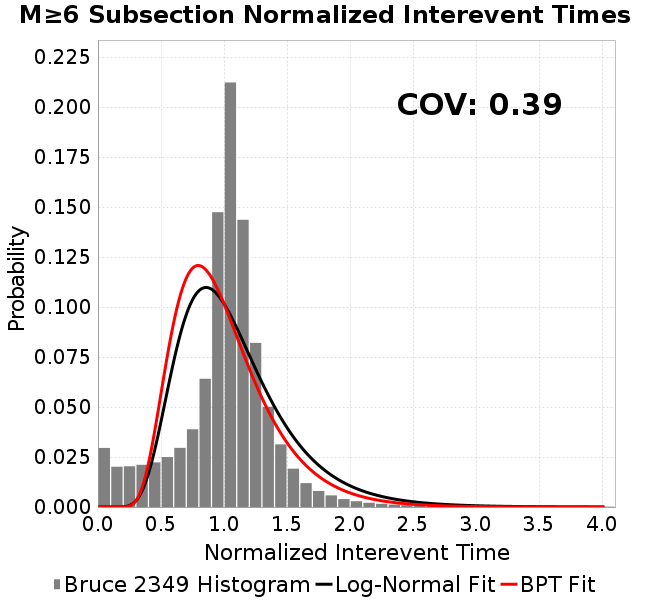 M≥6 Subsection Normalized Interevent Times
COV: 0.39
Probability
0.225
0.200
0.175
0.150
0.125
0.100
0.075
0.050
0.025
0.000
0.0 0.5 1.0 1.5 2.0 2.5 3.0 3.5 4.0
Normalized Interevent Time
Bruce 2349 Histogram Log-Normal Fit BPT Fit